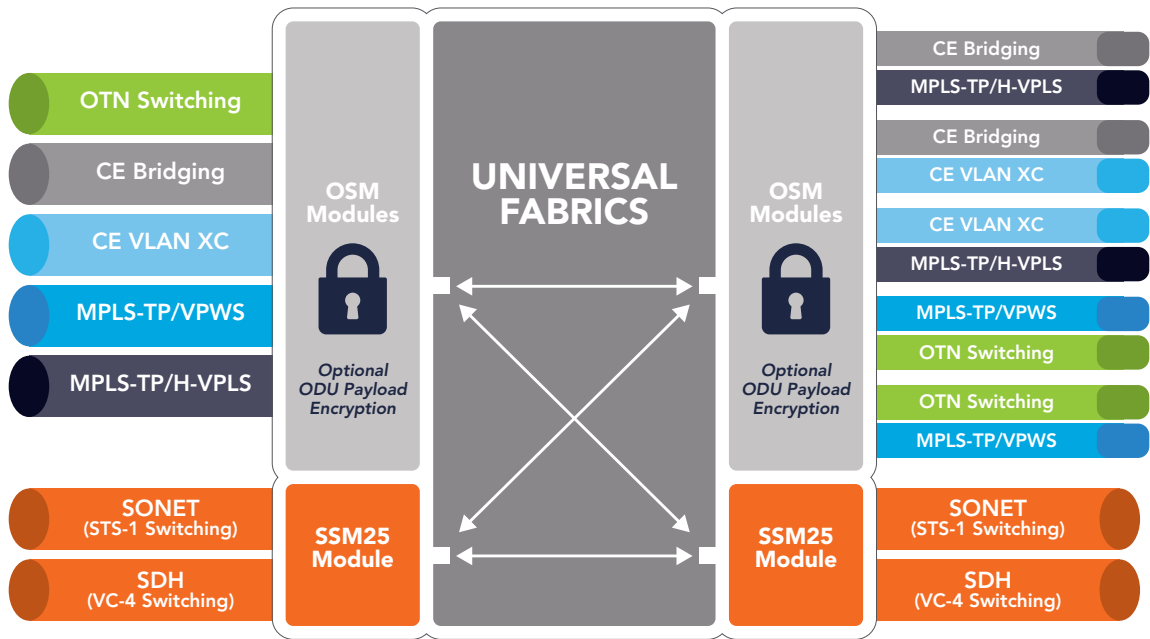 OTN Switching
CE Bridging
CE VLAN XC
MPLS-TP/VPWS
MPLS-TP/H-VPLS
SONET
(STS-1 Switching)
SDH
(VC-4 Switching)
OSM
Modules
Optional
ODU Payload
Encryption
SSM25
Module
UNIVERSAL
FABRICS
OSM
Modules
Optional
ODU Payload
Encryption
SSM25
Module
CE Bridging
MPLS-TP/H-VPLS
CE Bridging
CE VLAN XC
CE VLAN XC
MPLS-TP/H-VPLS
MPLS-TP/VPWS
OTN Switching
OTN Switching
MPLS-TP/VPWS
SONET
(STS-1 Switching)
SDH
(VC-4 Switching)